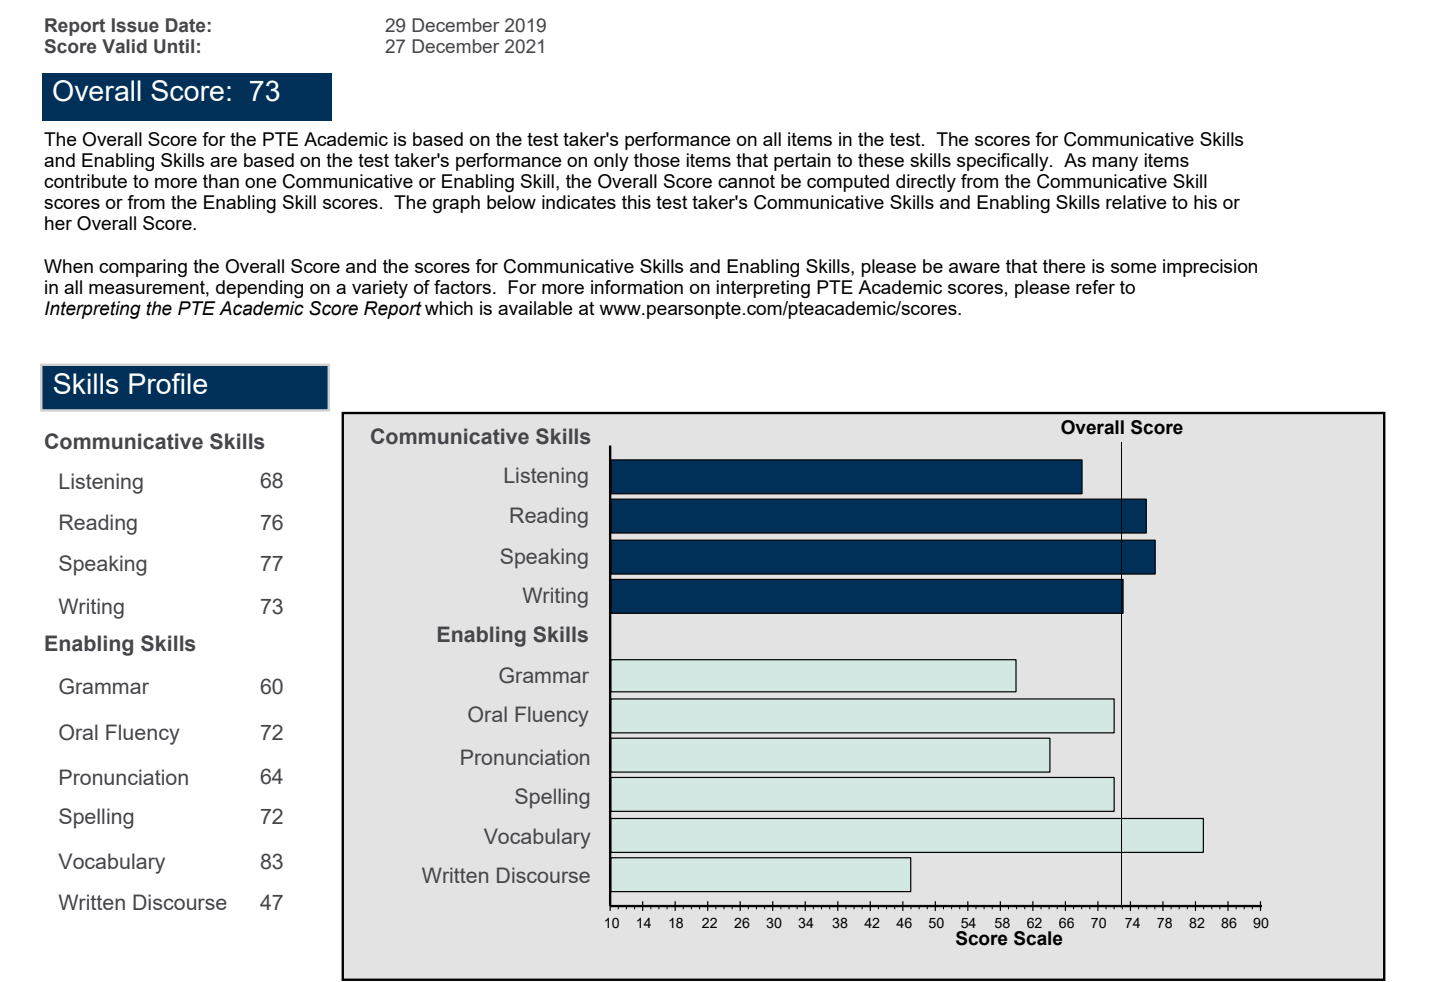 Report Issue Date: 29 December 2019
Score Valid Until: 27 December 2021
Overall Score: 73
The Overall Score for the PTE Academic is based on the test taker's performance on all items in the test. The scores for Communicative Skills
and Enabling Skills are based on the test taker's performance on only those items that pertain to these skills specifically. As many items
contribute to more than one Communicative or Enabling Skill, the Overall Score cannot be computed directly from the Communicative Skill
scores or from the Enabling Skill scores. The graph below indicates this test taker's Communicative Skills and Enabling Skills relative to his or
her Overall Score.
When comparing the Overall Score and the scores for Communicative Skills and Enabling Skills, please be aware that there is some imprecision
in all measurement, depending on a variety of factors. For more information on interpreting PTE Academic scores, please refer to
Interpreting the PTE Academic Score Report which is available at www.pearsonpte.com/pteacademic/scores.
Skills Profile
Communicative Skills
Listening 68
Reading 76
Speaking 77
Writing 73
Enabling Skills
Grammar 60
Oral Fluency 72
Pronunciation 64
Spelling 72
Vocabulary 83
Written Discourse 47
Overall Score
Communicative Skills
Listening
Reading
Speaking
Writing
Enabling Skills
Grammar
Oral Fluency
Pronunciation
Spelling
Vocabulary
Written Discourse
10 14 18 22 26 30 34 38 42 46 50 54 58 62 66 70 74 78 82 86 90
Score Scale